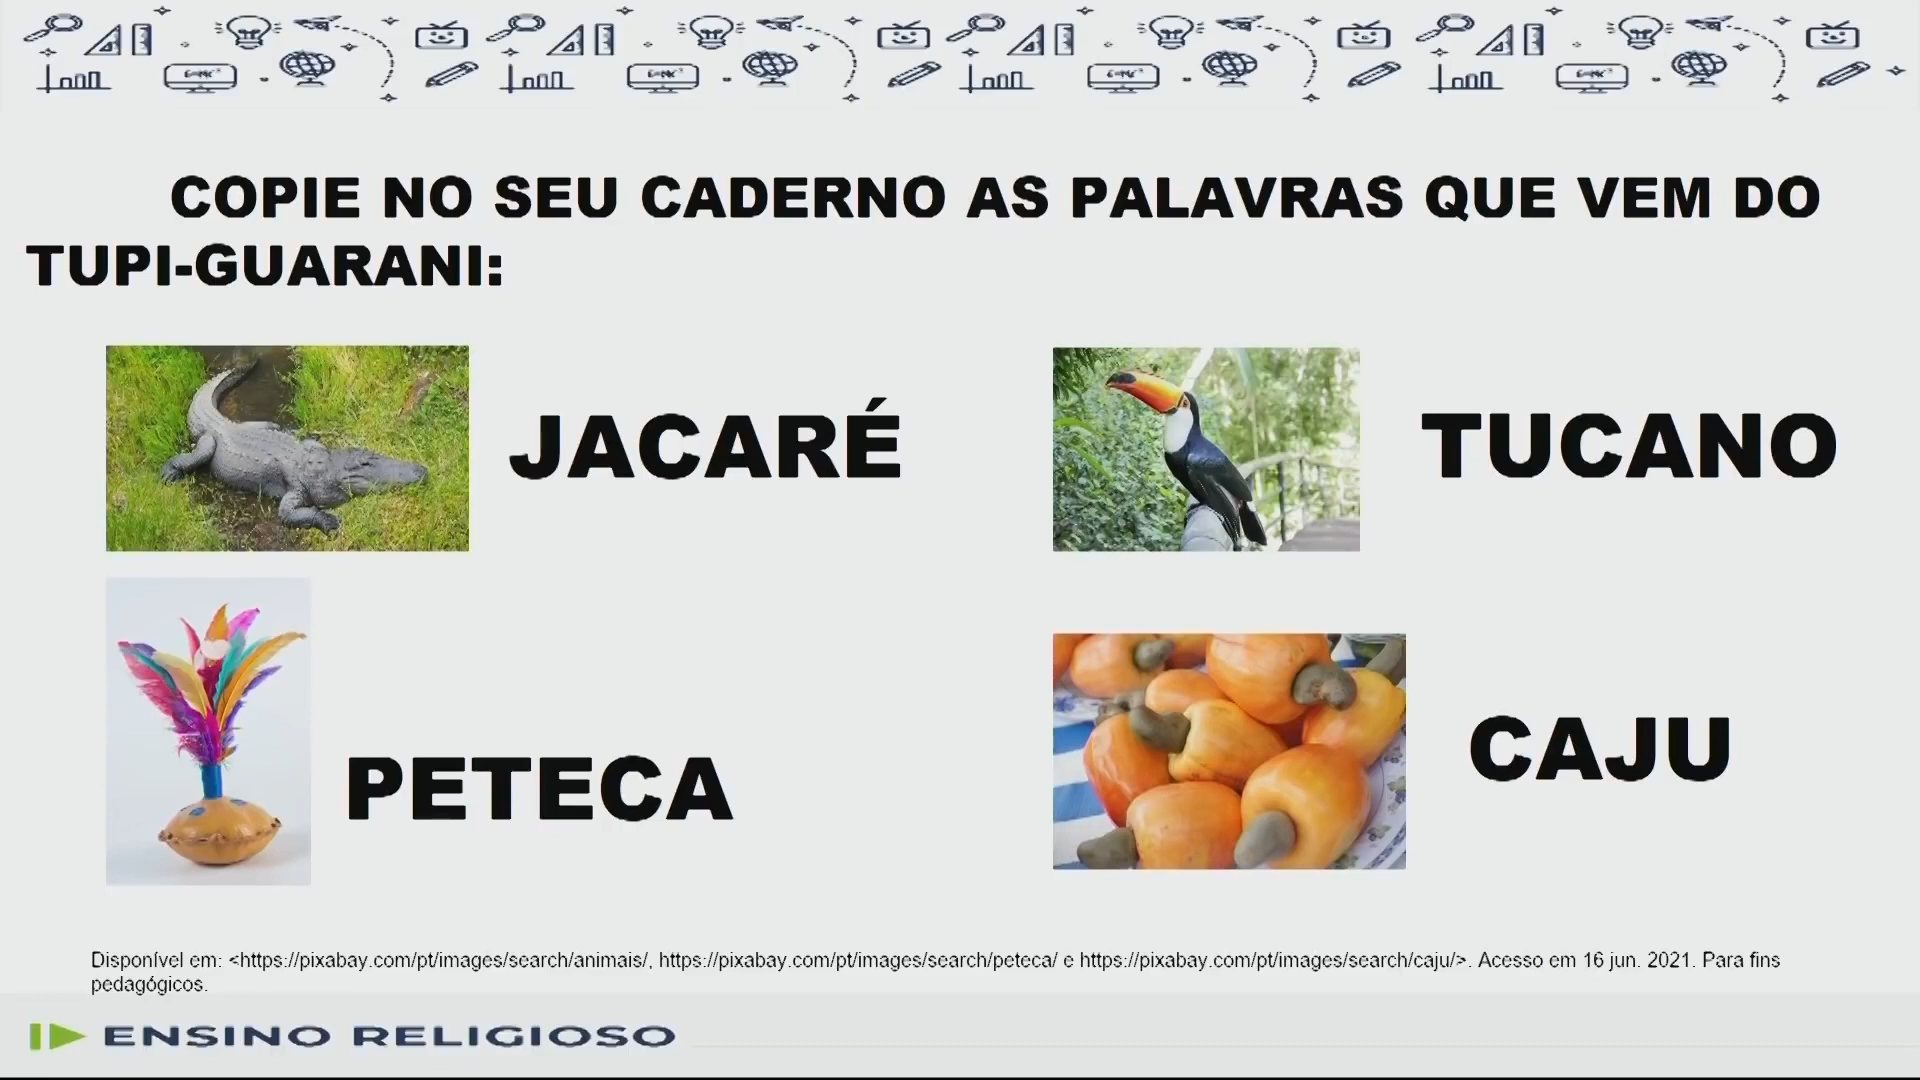 COPIE NO SEU CADERNO AS PALAVRAS QUE VEM DO
TUPI-GUARANI:
JACARÉ
TUCANO
PETECA
CAJU
Disponível em: <https://pixabay.com/pt/images/search/animais/, https://pixabay.com/pt/images/search/peteca/ e https://pixabay.com/pt/images/search/caju/>. Acesso em 16 jun. 2021. Para fins
pedagógicos.
ENSINO RELIGIOSO